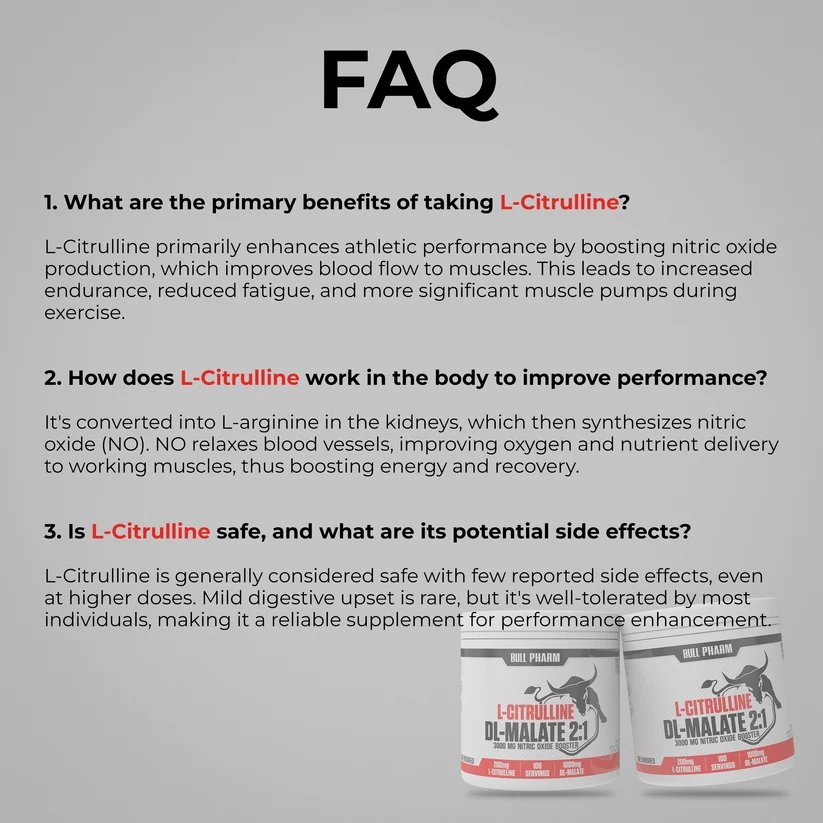 FAQ
1. What are the primary benefits of taking L-Citrulline?
L-Citrulline primarily enhances athletic performance by boosting nitric oxide
production, which improves blood flow to muscles. This leads to increased
endurance, reduced fatigue, and more significant muscle pumps during
exercise.
2. How does L-Citrulline work in the body to improve performance?
It's converted into L-arginine in the kidneys, which then synthesizes nitric
oxide (NO). NO relaxes blood vessels, improving oxygen and nutrient delivery
to working muscles, thus boosting energy and recovery.
3. Is L-Citrulline safe, and what are its potential side effects?
L-Citrulline is generally considered safe with few reported side effects, even
at higher doses. Mild digestive upset is rare, but it's well-tolerated by most
individuals, making it a reliable supplement for performance enhancement.
BULL PHARM
L-CITRULLINE
DL-MALATE 2:1
3000 MG NITRIC OXIDE BOOSTER
200mg
L-CITRULLINE
100
SERVINGS
1000mg
DL-MALATE
BULL PHARM
L-CITRULLINE
DL-MALATE 2:1
3000 MG NITRIC OXIDE BOOSTER
200mg
L-CITRULLINE
100
SERVINGS
1000mg
DL-MALATE